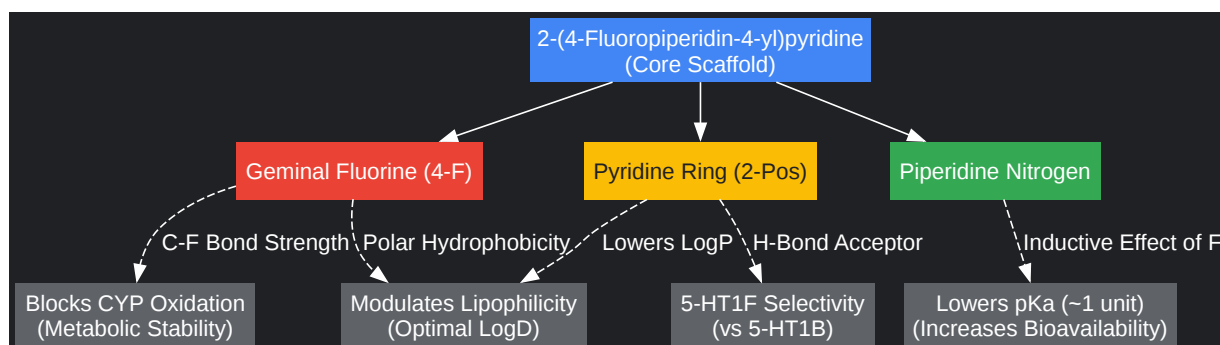 2-(4-Fluoropiperidin-4-yl)pyridine
(Core Scaffold)
Geminal Fluorine (4-F)
Pyridine Ring (2-Pos)
Piperidine Nitrogen
C-F Bond Strength
Polar Hydrophobicity
Lowers LogP
H-Bond Acceptor
Inductive Effect of F
Blocks CYP Oxidation
(Metabolic Stability)
Modulates Lipophilicity
(Optimal LogD)
5-HT1F Selectivity
(vs 5-HT1B)
Lowers pKa (~1 unit)
(Increases Bioavailability)